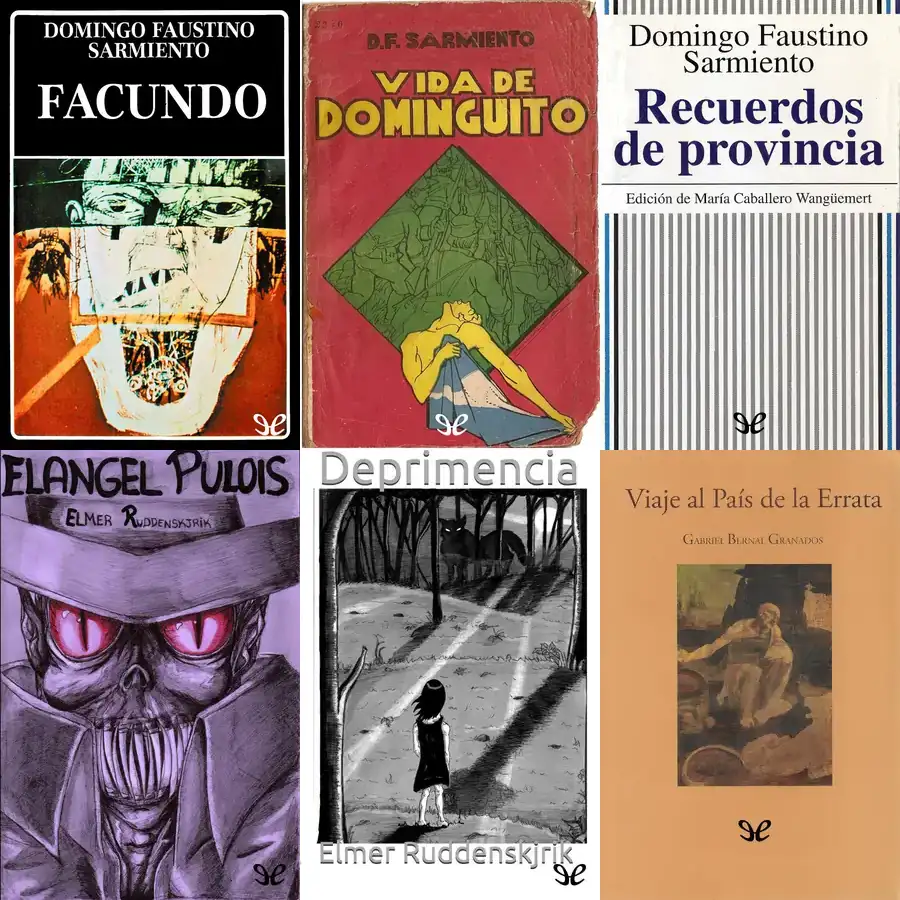 DOMINGO FAUSTINO
SARMIENTO
FACUNDO
D.F. SARMIENTO
VIDA DE
DOMINGUITO
Domingo Faustino
Sarmiento
Recuerdos
de provincia
Edición de María Caballero Wangüemert
ELANGEL PULOIS
ELMER RUDDENSKJRIK
Deprimencia
Elmer Ruddenskjrik
Viaje al País de la Errata
GABRIEL BERNAL GRANADOS